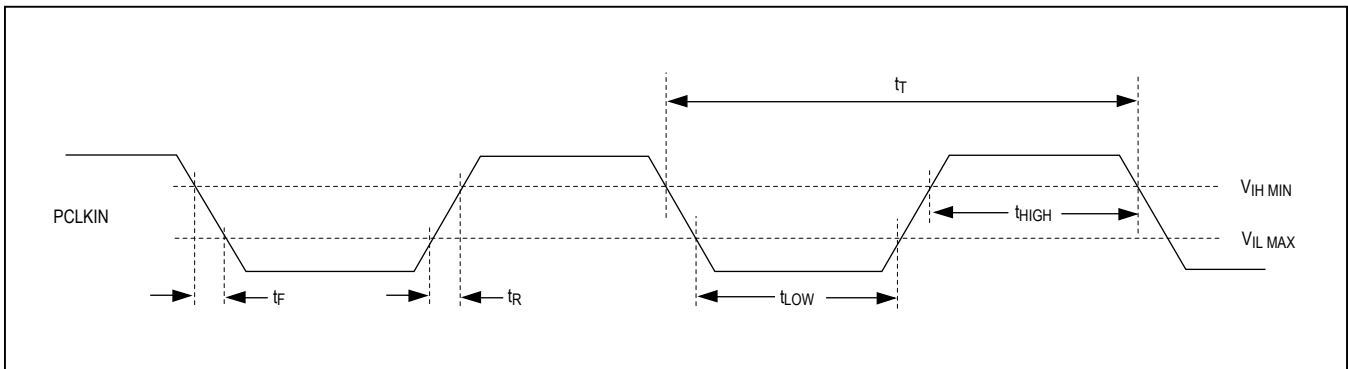 tT
VIH MIN
PCLKIN
tHIGH
VIL MAX
tF
tR
tLOW